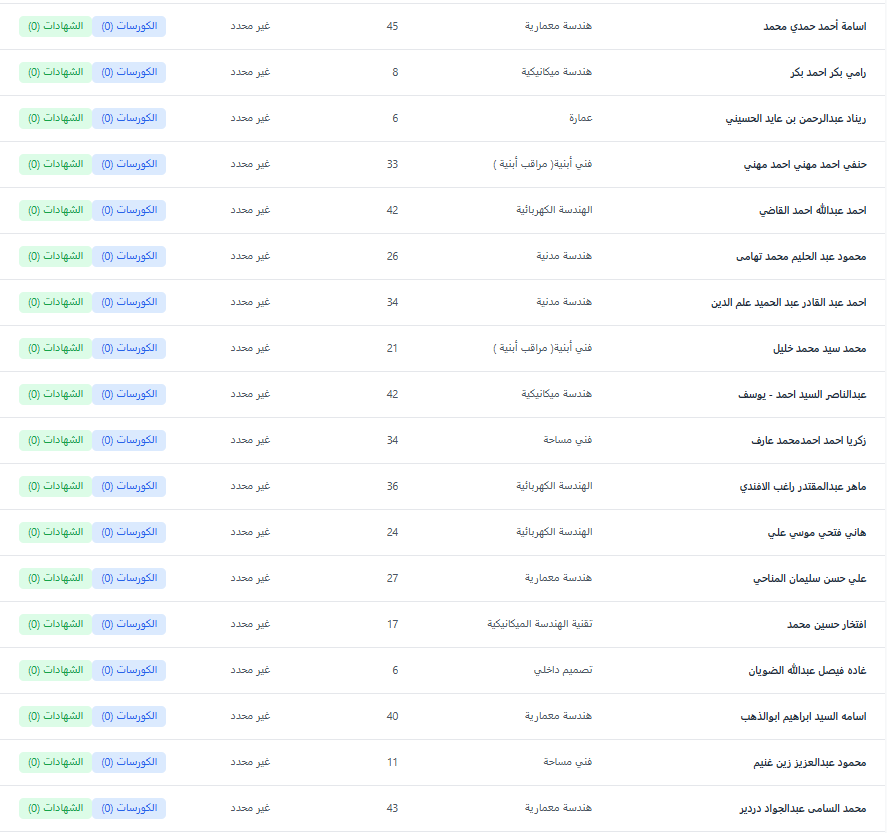 اسامة أحمد حمدي محمد هندسة معمارية 45 غير محدد الكورسات (0) الشهادات (0)
رامي بكر احمد بكر هندسة ميكانيكية 8 غير محدد الكورسات (0) الشهادات (0)
ريناد عبدالرحمن بن عايد الحسيني عمارة 6 غير محدد الكورسات (0) الشهادات (0)
حنفي احمد مهني احمد مهني فني أبنية( مراقب أبنية ) 33 غير محدد الكورسات (0) الشهادات (0)
احمد عبدالله احمد القاضي الهندسة الكهربائية 42 غير محدد الكورسات (0) الشهادات (0)
محمود عبد الحليم محمد تهامى هندسة مدنية 26 غير محدد الكورسات (0) الشهادات (0)
احمد عبد القادر عبد الحميد علم الدين هندسة مدنية 34 غير محدد الكورسات (0) الشهادات (0)
محمد سيد محمد خليل فني أبنية( مراقب أبنية ) 21 غير محدد الكورسات (0) الشهادات (0)
عبدالناصر السيد احمد - يوسف هندسة ميكانيكية 42 غير محدد الكورسات (0) الشهادات (0)
زكريا احمد احمدمحمد عارف فني مساحة 34 غير محدد الكورسات (0) الشهادات (0)
ماهر عبدالمقتدر راغب الافندي الهندسة الكهربائية 36 غير محدد الكورسات (0) الشهادات (0)
هاني فتحي موسي علي الهندسة الكهربائية 24 غير محدد الكورسات (0) الشهادات (0)
علي حسن سليمان المناحي هندسة معمارية 27 غير محدد الكورسات (0) الشهادات (0)
افتخار حسين محمد تقنية الهندسة الميكانيكية 17 غير محدد الكورسات (0) الشهادات (0)
غاده فيصل عبدالله الضويان تصميم داخلي 6 غير محدد الكورسات (0) الشهادات (0)
اسامه السيد ابراهيم ابوالذهب هندسة معمارية 40 غير محدد الكورسات (0) الشهادات (0)
محمود عبدالعزيز زين غنيم فني مساحة 11 غير محدد الكورسات (0) الشهادات (0)
محمد السامى عبدالجواد دردير هندسة معمارية 43 غير محدد الكورسات (0) الشهادات (0)